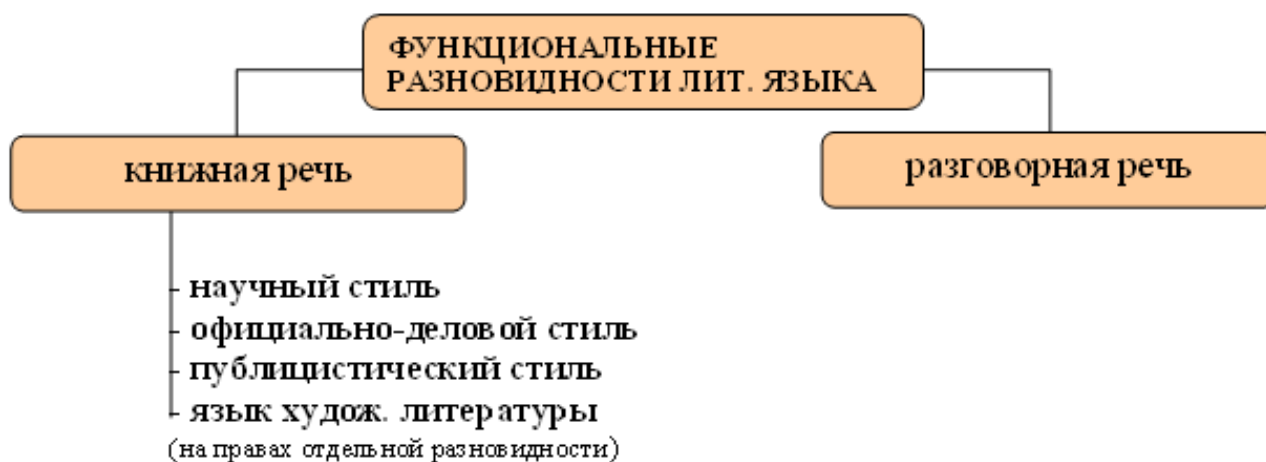 ФУНКЦИОНАЛЬНЫЕ
РАЗНОВИДНОСТИ ЛИТ. ЯЗЫКА
книжная речь
разговорная речь
- научный стиль
- официально-деловой стиль
- публицистический стиль
- язык худож. литературы
(на правах отдельной разновидности)